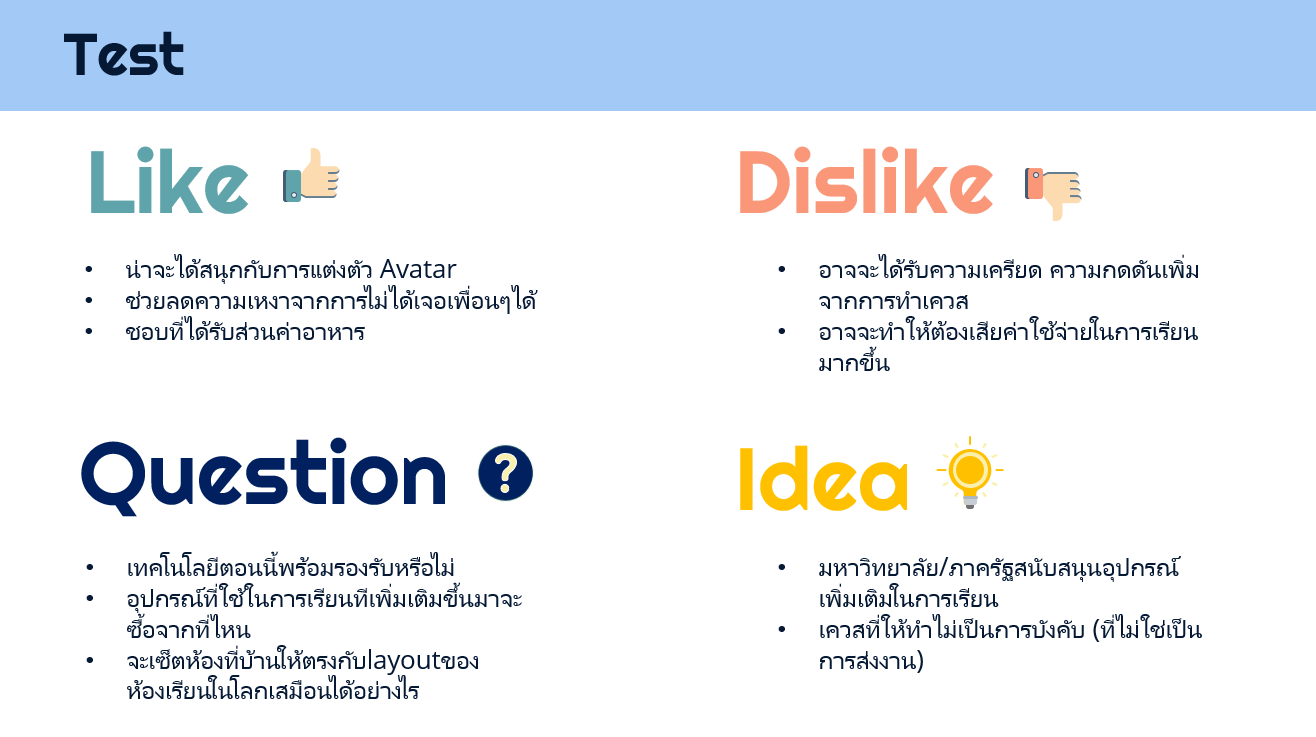 Test
Like
• น่าจะได้สนุกกับการแต่งตัว Avatar
• ช่วยลดความเหงาจากการไม่ได้เจอเพื่อนๆได้
• ชอบที่ได้รับส่วนค่าอาหาร
Dislike
• อาจจะได้รับความเครียด ความกดดันเพิ่ม
จากการทำเควส
• อาจจะทำให้ต้องเสียค่าใช้จ่ายในการเรียน
มากขึ้น
Question
• เทคโนโลยีตอนนี้พร้อมรองรับหรือไม่
• อุปกรณ์ที่ใช้ในการเรียนทีเพิ่มเติมขึ้นมาจะ
ซื้อจากที่ไหน
• จะเซ็ตห้องที่บ้านให้ตรงกับlayoutของ
ห้องเรียนในโลกเสมือนได้อย่างไร
Idea
• มหาวิทยาลัย/ภาครัฐสนับสนุนอุปกรณ์
เพิ่มเติมในการเรียน
• เควสที่ให้ทำไม่เป็นการบังคับ (ที่ไม่ใช่เป็น
การส่งงาน)